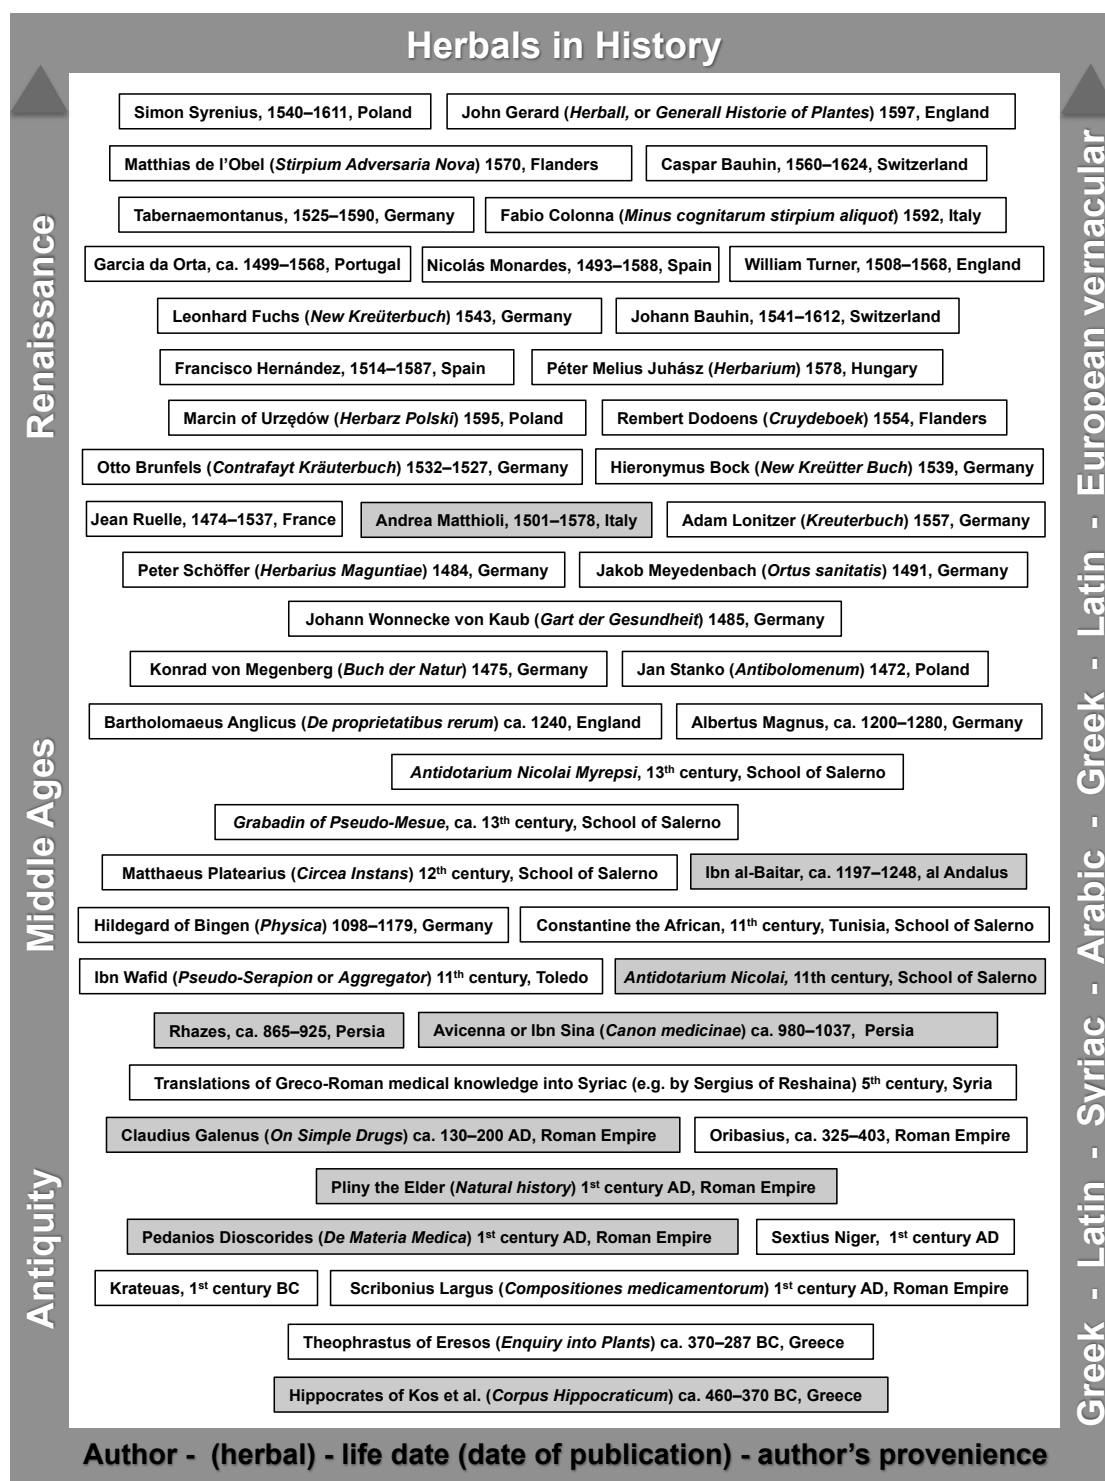 Herbals in History
Simon Syrenius, 1540–1611, Poland
John Gerard (Herball, or Generall Historie of Plantes) 1597, England
Matthias de l'Obel (Stirpium Adversaria Nova) 1570, Flanders
Caspar Bauhin, 1560–1624, Switzerland
Tabernaemontanus, 1525–1590, Germany
Fabio Colonna (Minus cognitarum stirpium aliquot) 1592, Italy
Garcia da Orta, ca. 1499–1568, Portugal
Nicolás Monardes, 1493–1588, Spain
William Turner, 1508–1568, England
Leonhard Fuchs (New Kreüterbuch) 1543, Germany
Johann Bauhin, 1541–1612, Switzerland
Francisco Hernández, 1514–1587, Spain
Péter Melius Juhász (Herbarium) 1578, Hungary
Marcin of Urzędów (Herbarz Polski) 1595, Poland
Rembert Dodoens (Cruydeboek) 1554, Flanders
Otto Brunfels (Contrafayt Kräuterbuch) 1532–1527, Germany
Hieronymus Bock (New Kreütter Buch) 1539, Germany
Jean Ruelle, 1474–1537, France
Andrea Matthioli, 1501–1578, Italy
Adam Lonitzer (Kreuterbuch) 1557, Germany
Peter Schöffer (Herbarius Maguntiae) 1484, Germany
Jakob Meyedenbach (Ortus sanitatis) 1491, Germany
Johann Wonnecke von Kaub (Gart der Gesundheit) 1485, Germany
Konrad von Megenberg (Buch der Natur) 1475, Germany
Jan Stanko (Antibolomenum) 1472, Poland
Bartholomaeus Anglicus (De proprietatibus rerum) ca. 1240, England
Albertus Magnus, ca. 1200–1280, Germany
Antidotarium Nicolai Myrepsi, 13th century, School of Salerno
Grabadin of Pseudo-Mesue, ca. 13th century, School of Salerno
Matthaeus Platearius (Circea Instans) 12th century, School of Salerno
Ibn al-Baitar, ca. 1197–1248, al Andalus
Hildegard of Bingen (Physica) 1098–1179, Germany
Constantine the African, 11th century, Tunisia, School of Salerno
Ibn Wafid (Pseudo-Serapion or Aggregator) 11th century, Toledo
Antidotarium Nicolai, 11th century, School of Salerno
Rhazes, ca. 865–925, Persia
Avicenna or Ibn Sina (Canon medicinae) ca. 980–1037, Persia
Translations of Greco-Roman medical knowledge into Syriac (e.g. by Sergius of Reshaina) 5th century, Syria
Claudius Galenus (On Simple Drugs) ca. 130–200 AD, Roman Empire
Oribasius, ca. 325–403, Roman Empire
Pliny the Elder (Natural history) 1st century AD, Roman Empire
Pedanios Dioscorides (De Materia Medica) 1st century AD, Roman Empire
Sextius Niger, 1st century AD
Krateuas, 1st century BC
Scribonius Largus (Compositiones medicamentorum) 1st century AD, Roman Empire
Theophrastus of Eresos (Enquiry into Plants) ca. 370–287 BC, Greece
Hippocrates of Kos et al. (Corpus Hippocraticum) ca. 460–370 BC, Greece
Antiquity
Middle Ages
Renaissance
Greek - Latin - Syriac - Arabic - Greek - Latin - European vernacular
Author - (herbal) - life date (date of publication) - author's provenience